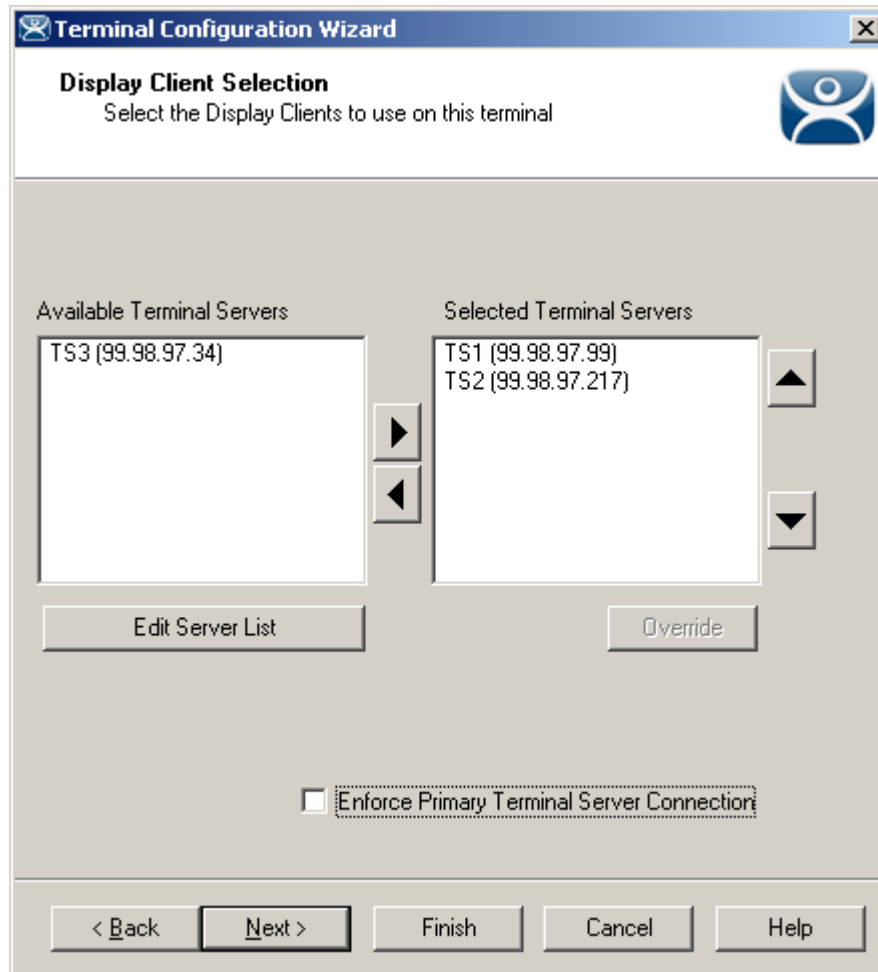 Terminal Configuration Wizard
Display Client Selection
Select the Display Clients to use on this terminal
Available Terminal Servers
Selected Terminal Servers
TS3 (99.98.97.34)
TS1 (99.98.97.99)
TS2 (99.98.97.217)
Edit Server List
Override
Enforce Primary Terminal Server Connection
< Back
Next >
Finish
Cancel
Help